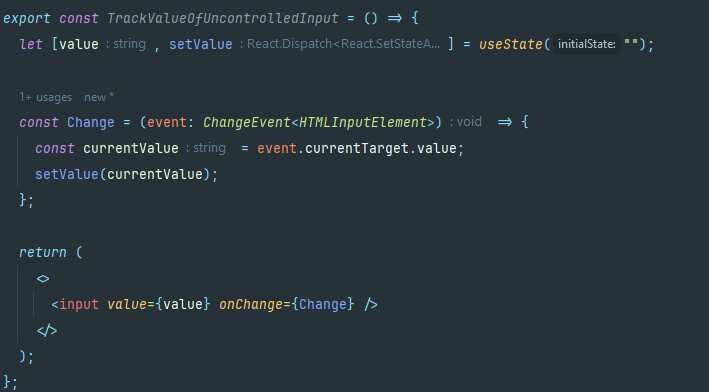 export const TrackValueOfUncontrolledInput = () => {
let [value : string , setValue : React.Dispatch<React.SetStateA... ] = useState( initialState: "");
1+ usages new *
const Change = (event: ChangeEvent<HTMLInputElement>) : void => {
const currentValue : string = event.currentTarget.value;
setValue(currentValue);
};
return (
<>
<input value={value} onChange={Change} />
</>
);
};